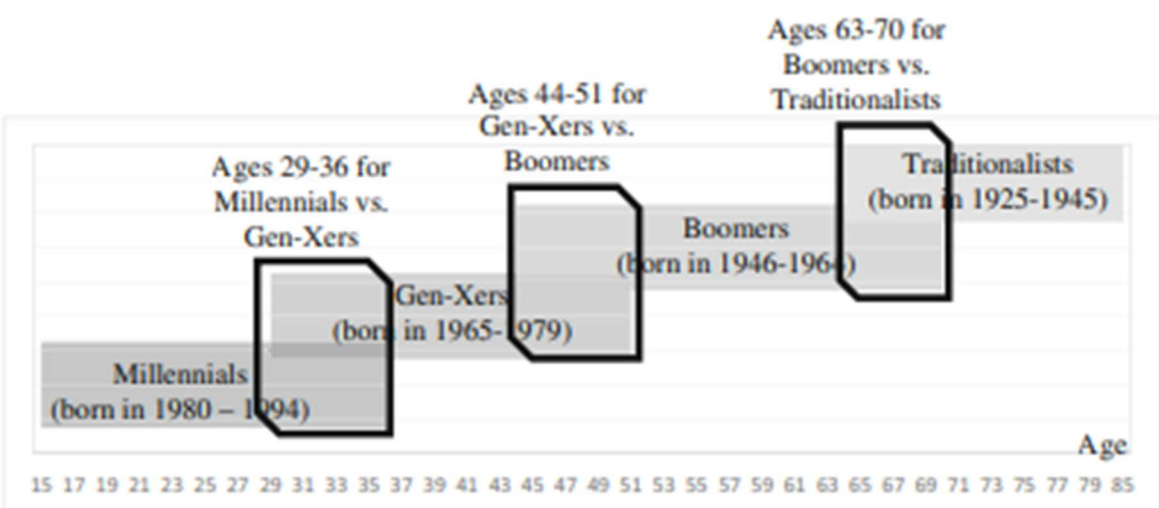 Ages 63-70 for
Boomers vs.
Traditionalists
Ages 44-51 for
Gen-Xers vs.
Boomers
Ages 29-36 for
Millennials vs.
Gen-Xers
Traditionalists
(born in 1925-1945)
Boomers
(born in 1946-1964)
Gen-Xers
(born in 1965-1979)
Millennials
(born in 1980 – 1994)
Age
15 17 19 21 23 25 27 29 31 33 35 37 39 41 43 45 47 49 51 53 55 57 59 61 63 65 67 69 71 73 75 77 79 85